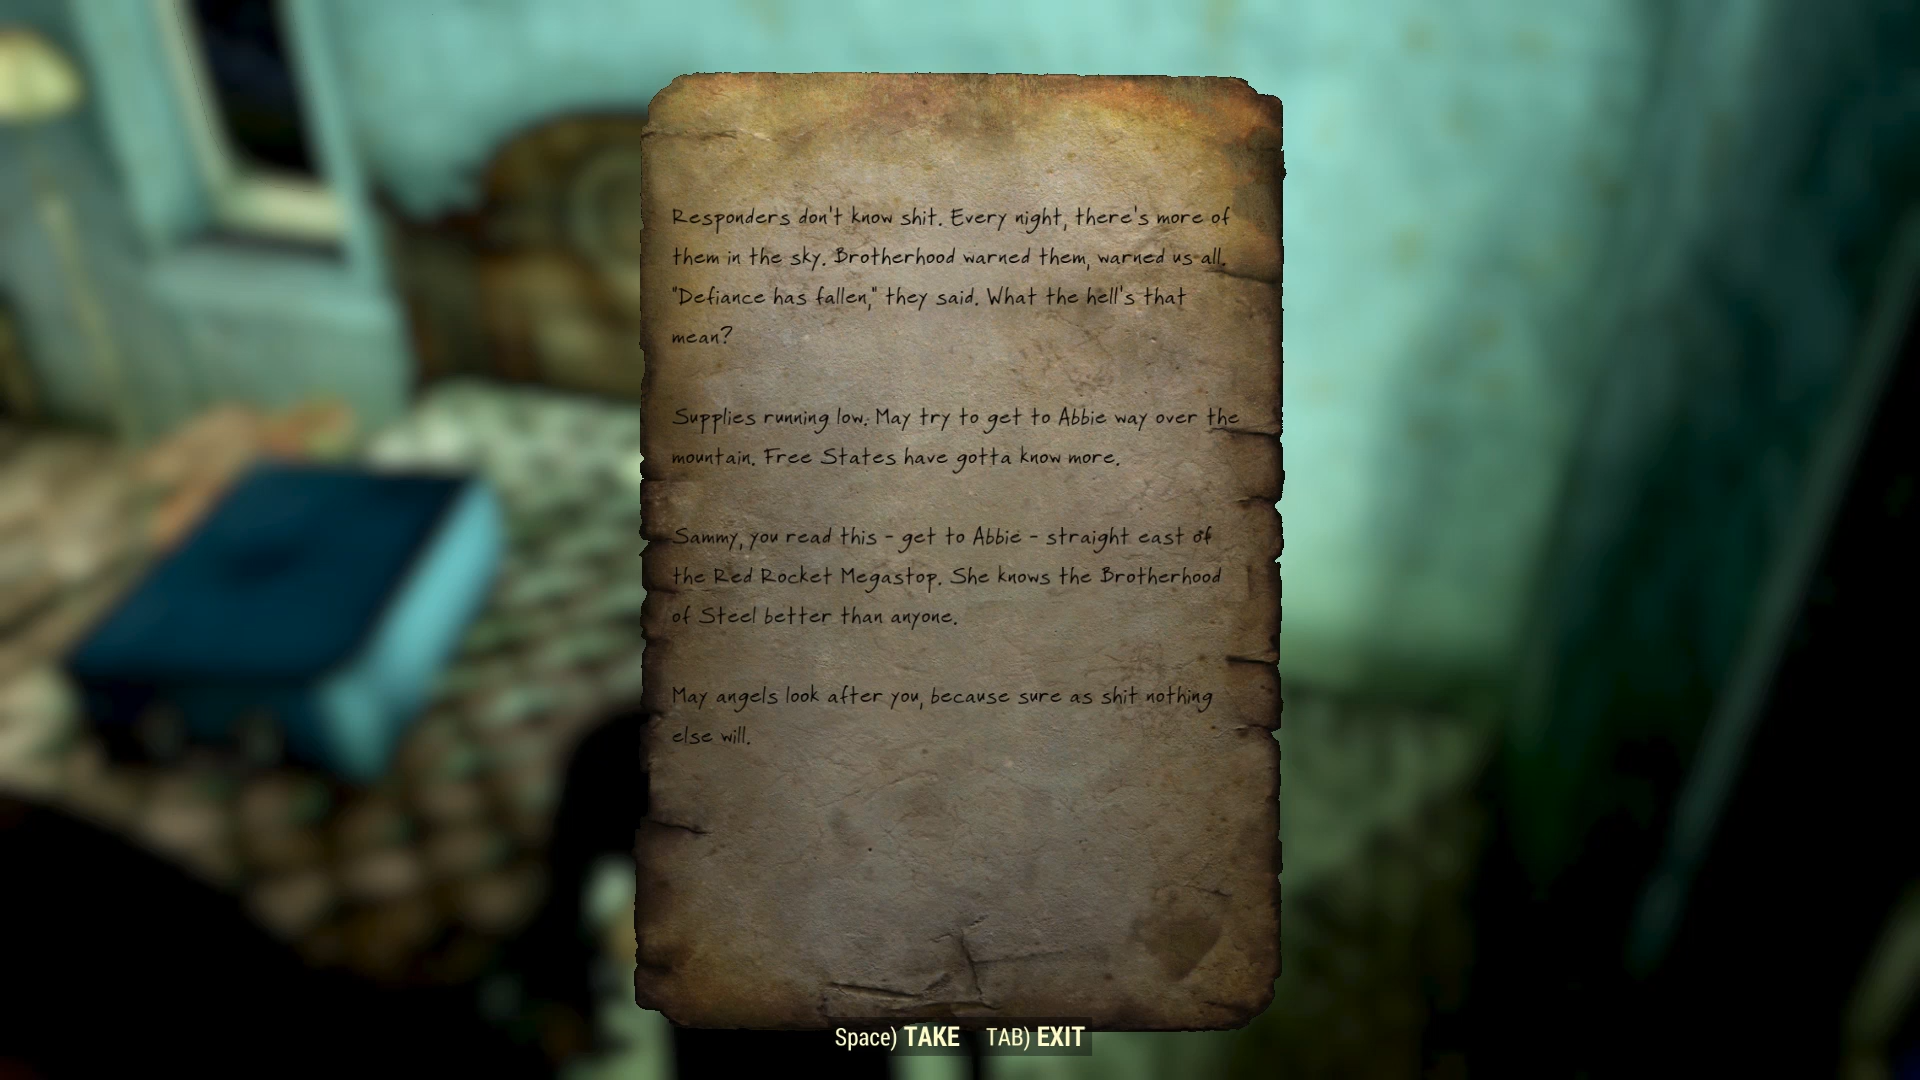 Responders don't know shit. Every night, there's more of
them in the sky. Brotherhood warned them, warned us all.
"Defiance has fallen," they said. What the hell's that
mean?
Supplies running low. May try to get to Abbie way over the
mountain. Free States have gotta know more.
Sammy, you read this - get to Abbie - straight east of
the Red Rocket Megastop. She knows the Brotherhood
of Steel better than anyone.
May angels look after you, because sure as shit nothing
else will.
Space) TAKE TAB) EXIT